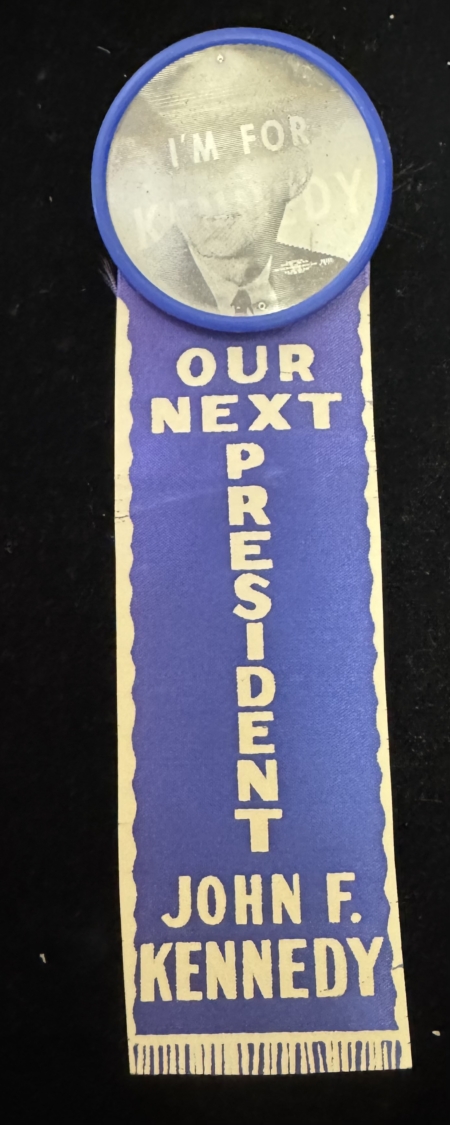 I'M FOR
KENNEDY
OUR
NEXT
PRESIDENT
JOHN F.
KENNEDY